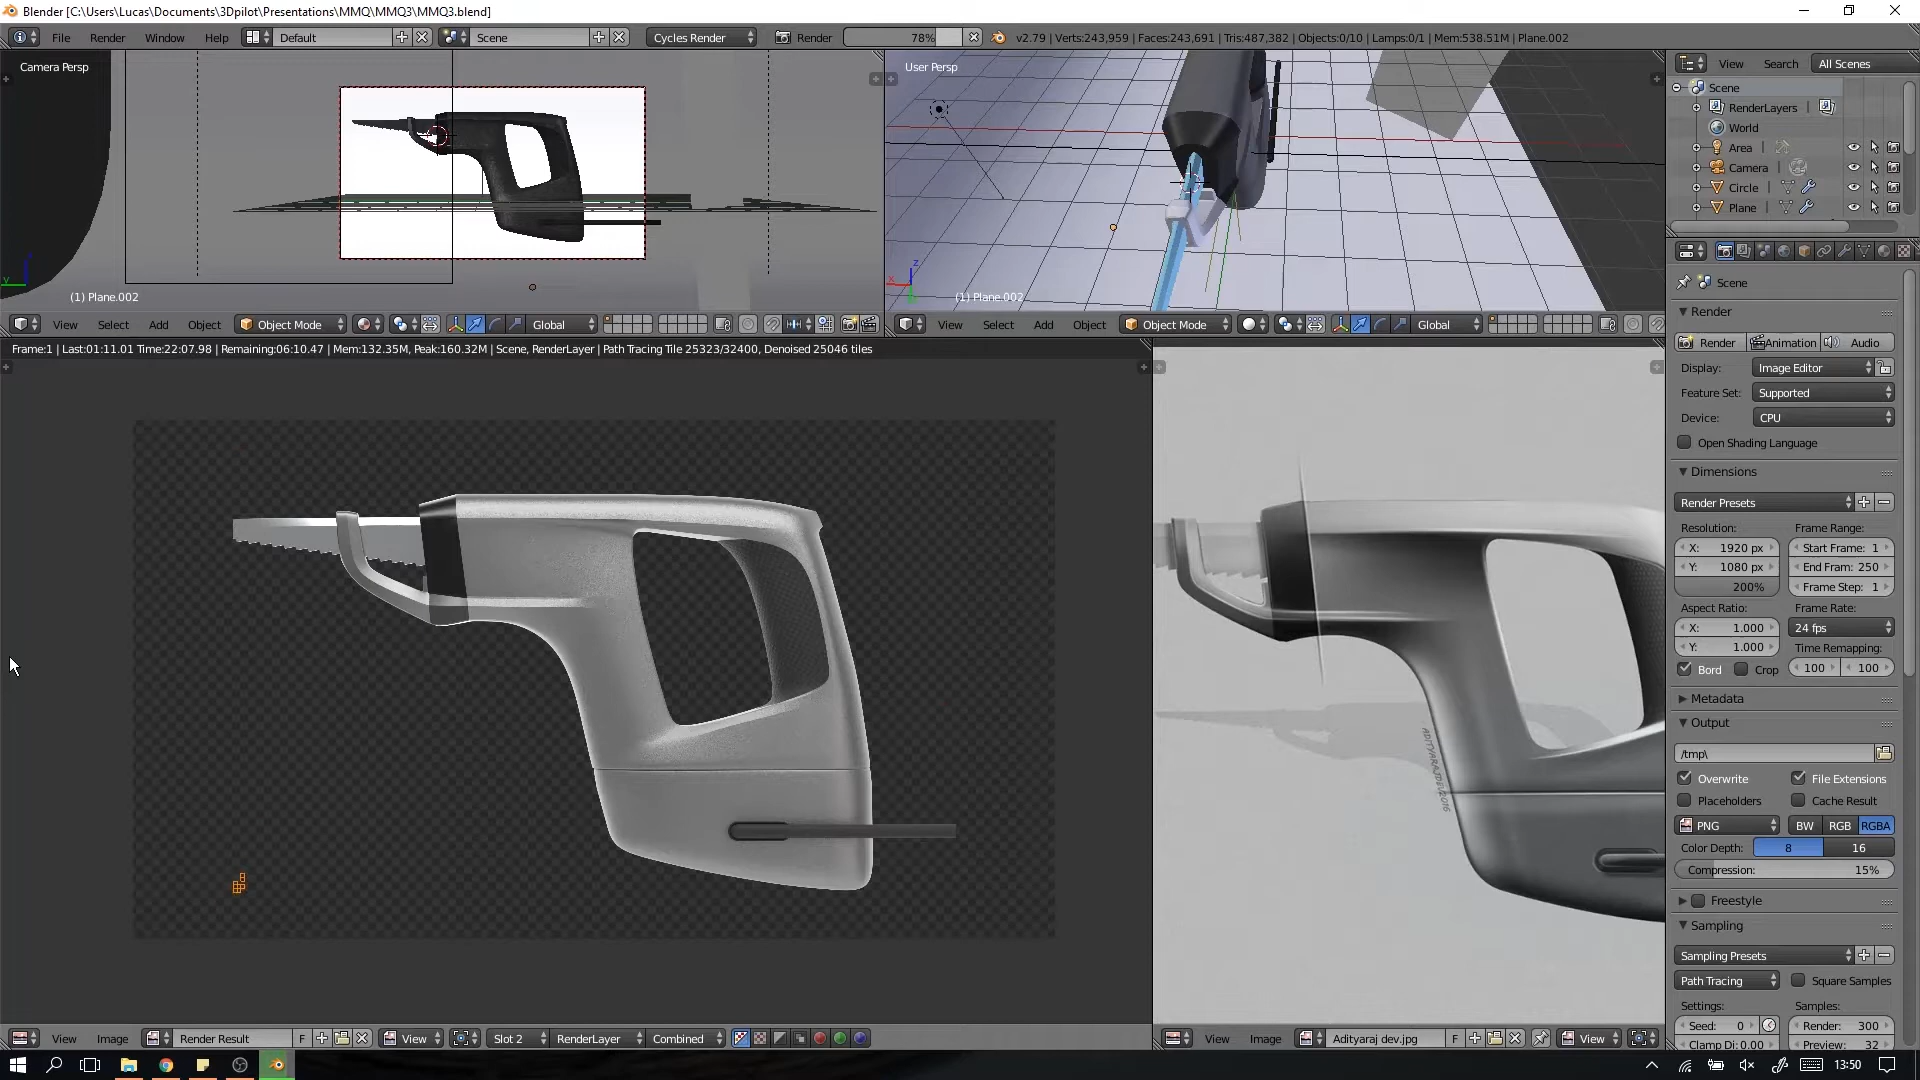 Blender [C:\Users\Lucas\Documents\3Dpilot\Presentations\MMQ\MMQ3\MMQ3.blend]
File Render Window Help Default Scene Cycles Render Render 78% v2.79 | Verts:243,959 | Faces:243,691 | Tris:487,382 | Objects:0/10 | Lamps:0/1 | Mem:538.51M | Plane.002
Camera Persp
(1) Plane.002
View Select Add Object Object Mode Global
User Persp
(1) Plane.002
View Select Add Object Object Mode Global
Frame:1 | Last:01:11.01 Time:22:07.98 | Remaining:06:10.47 | Mem:132.35M, Peak:160.32M | Scene, RenderLayer | Path Tracing Tile 25323/32400, Denoised 25046 tiles
View Image Render Result F View Slot 2 RenderLayer Combined
ADITYARAJDEV2016
View Image Adityaraj dev.jpg F View
View Search All Scenes
Scene
RenderLayers
World
Area
Camera
Circle
Plane
Scene
Render
Render Animation Audio
Display: Image Editor
Feature Set: Supported
Device: CPU
Open Shading Language
Dimensions
Render Presets
Resolution: Frame Range:
X: 1920 px Start Frame: 1
Y: 1080 px End Fram: 250
200% Frame Step: 1
Aspect Ratio: Frame Rate:
X: 1.000 24 fps
Y: 1.000 Time Remapping:
Bord Crop 100 100
Metadata
Output
/tmp\
Overwrite File Extensions
Placeholders Cache Result
PNG BW RGB RGBA
Color Depth: 8 16
Compression: 15%
Freestyle
Sampling
Sampling Presets
Path Tracing Square Samples
Settings: Samples:
Seed: 0 Render: 300
Clamp Di: 0.00 Preview: 32
13:50